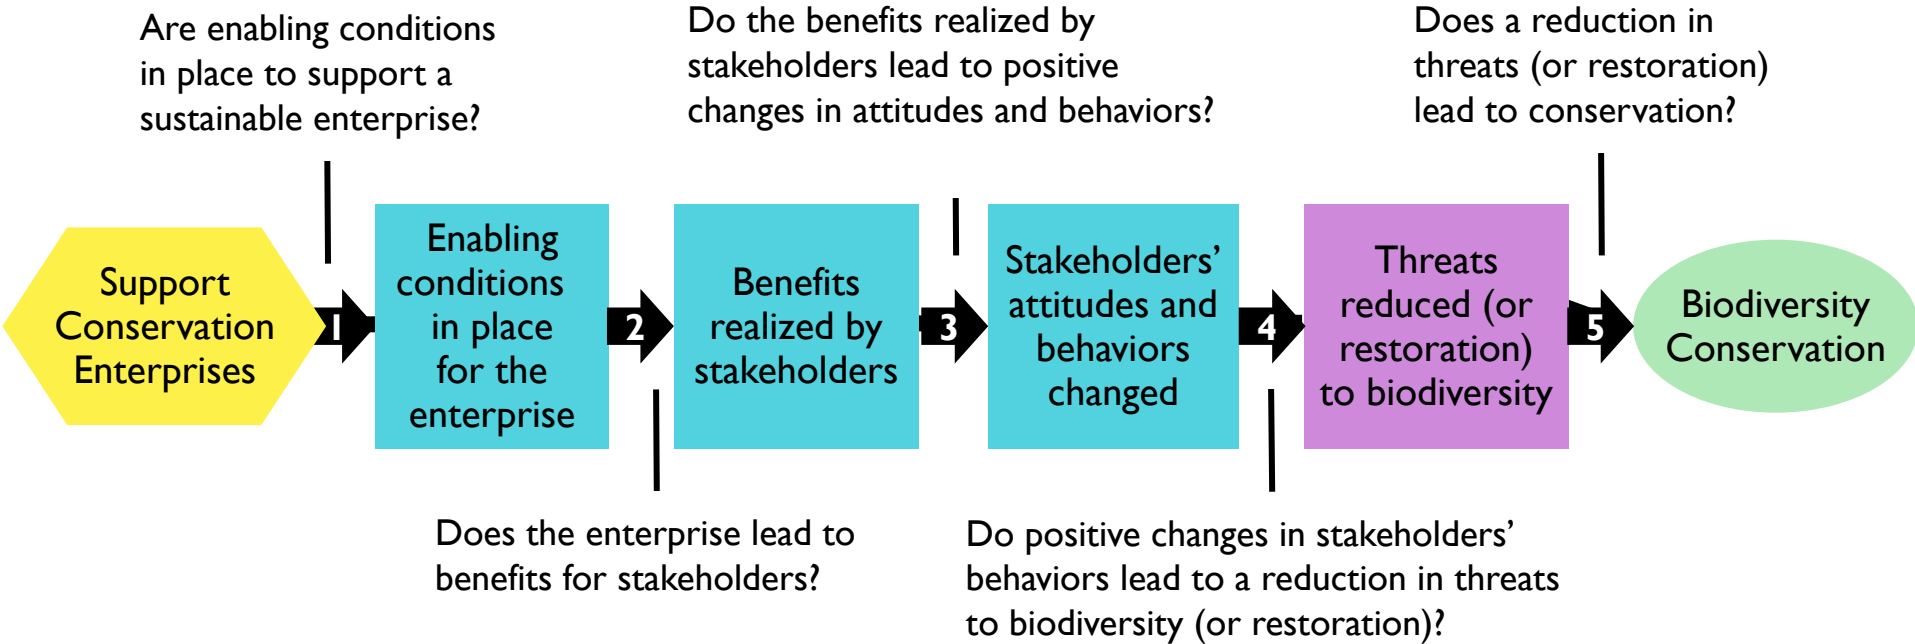 Are enabling conditions
in place to support a
sustainable enterprise?
Do the benefits realized by
stakeholders lead to positive
changes in attitudes and behaviors?
Does a reduction in
threats (or restoration)
lead to conservation?
Support
Conservation
Enterprises
1
Enabling
conditions
in place
for the
enterprise
2
Benefits
realized by
stakeholders
3
Stakeholders’
attitudes and
behaviors
changed
4
Threats
reduced (or
restoration)
to biodiversity
5
Biodiversity
Conservation
Does the enterprise lead to
benefits for stakeholders?
Do positive changes in stakeholders’
behaviors lead to a reduction in threats
to biodiversity (or restoration)?